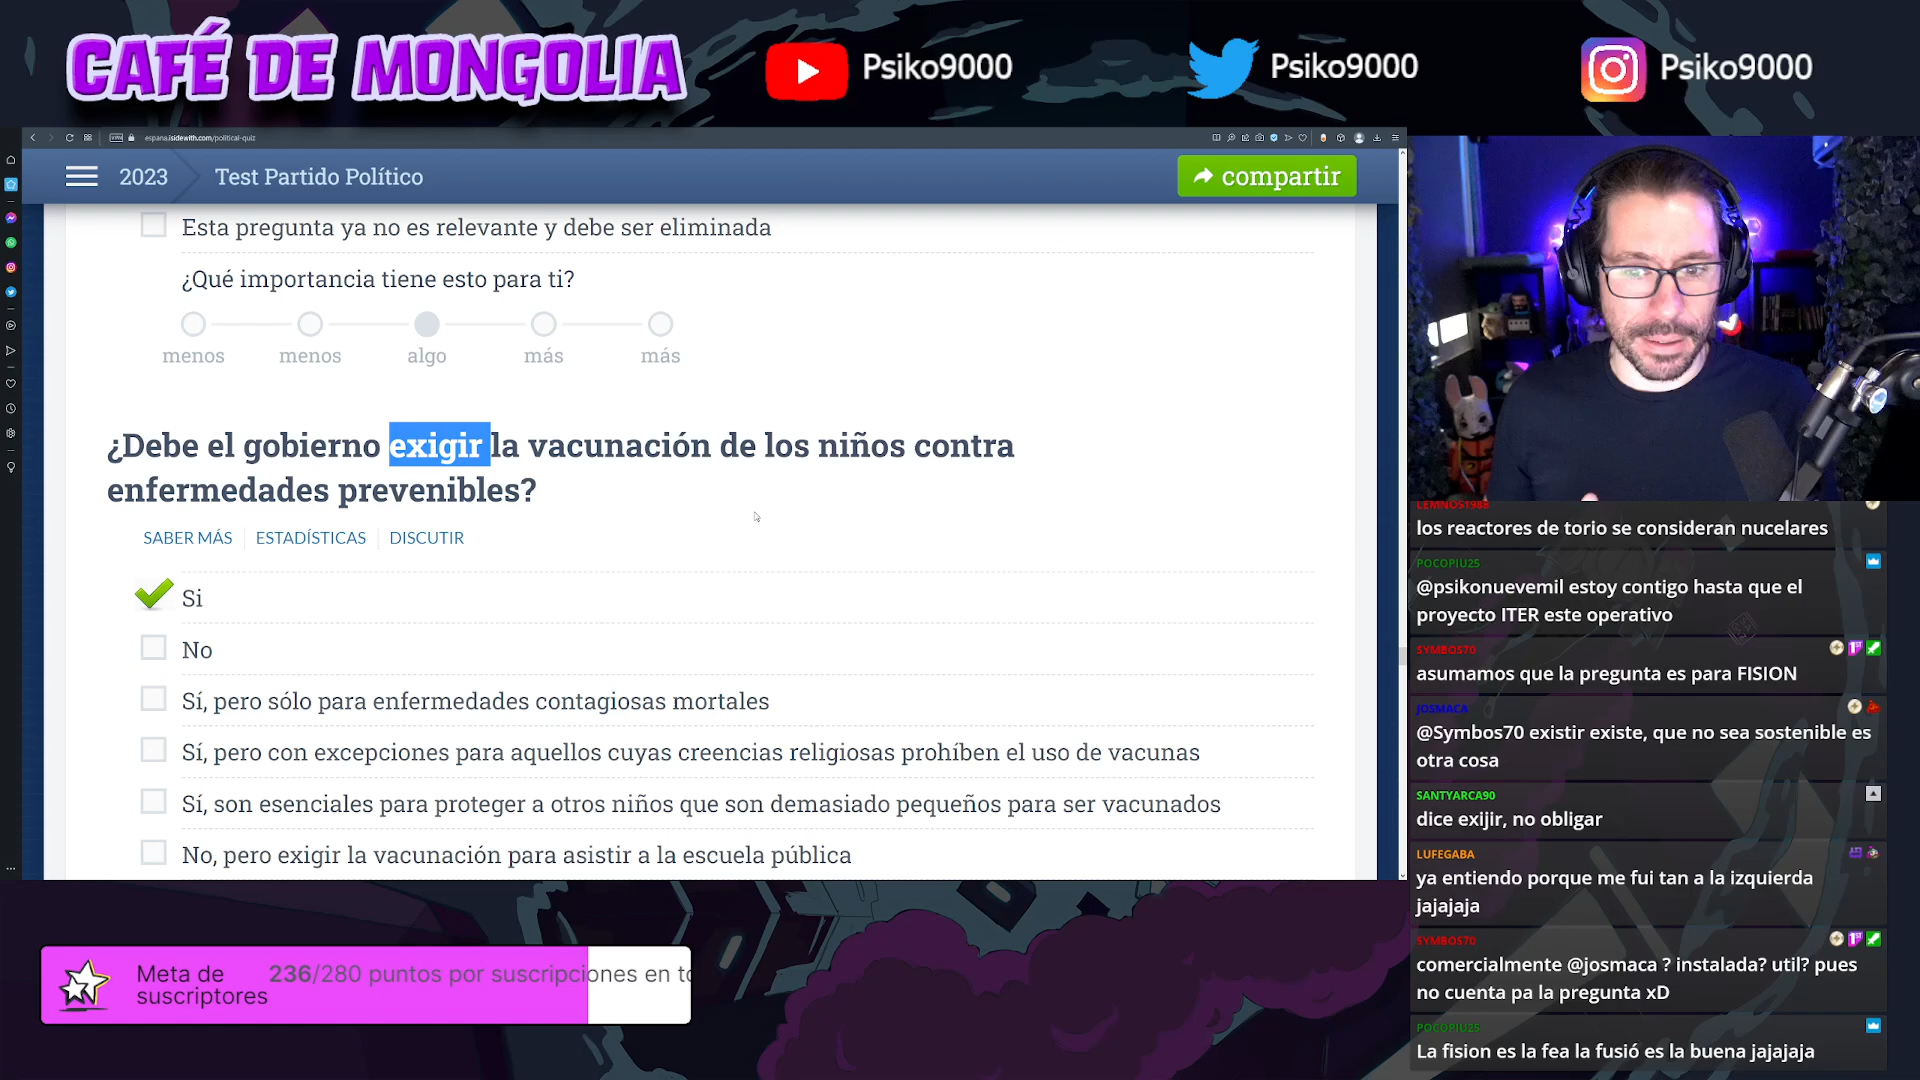 CAFÉ DE MONGOLIA
Psiko9000
Psiko9000
Psiko9000
espana.isidewith.com/political-quiz
2023
Test Partido Político
compartir
Esta pregunta ya no es relevante y debe ser eliminada
¿Qué importancia tiene esto para ti?
menos menos algo más más
¿Debe el gobierno exigir la vacunación de los niños contra
enfermedades prevenibles?
SABER MÁS ESTADÍSTICAS DISCUTIR
Si
No
Sí, pero sólo para enfermedades contagiosas mortales
Sí, pero con excepciones para aquellos cuyas creencias religiosas prohíben el uso de vacunas
Sí, son esenciales para proteger a otros niños que son demasiado pequeños para ser vacunados
No, pero exigir la vacunación para asistir a la escuela pública
LEMNOS1988
los reactores de torio se consideran nucelares
POCOPIU25
@psikonuevemil estoy contigo hasta que el
proyecto ITER este operativo
SYMBOS70
asumamos que la pregunta es para FISION
JOSMACA
@Symbos70 existir existe, que no sea sostenible es
otra cosa
SANTYARCA90
dice exijir, no obligar
LUFEGABA
ya entiendo porque me fui tan a la izquierda
jajajaja
SYMBOS70
comercialmente @josmaca ? instalada? util? pues
no cuenta pa la pregunta xD
POCOPIU25
La fision es la fea la fusió es la buena jajajaja
Meta de
suscriptores
236/280 puntos por suscripciones en to